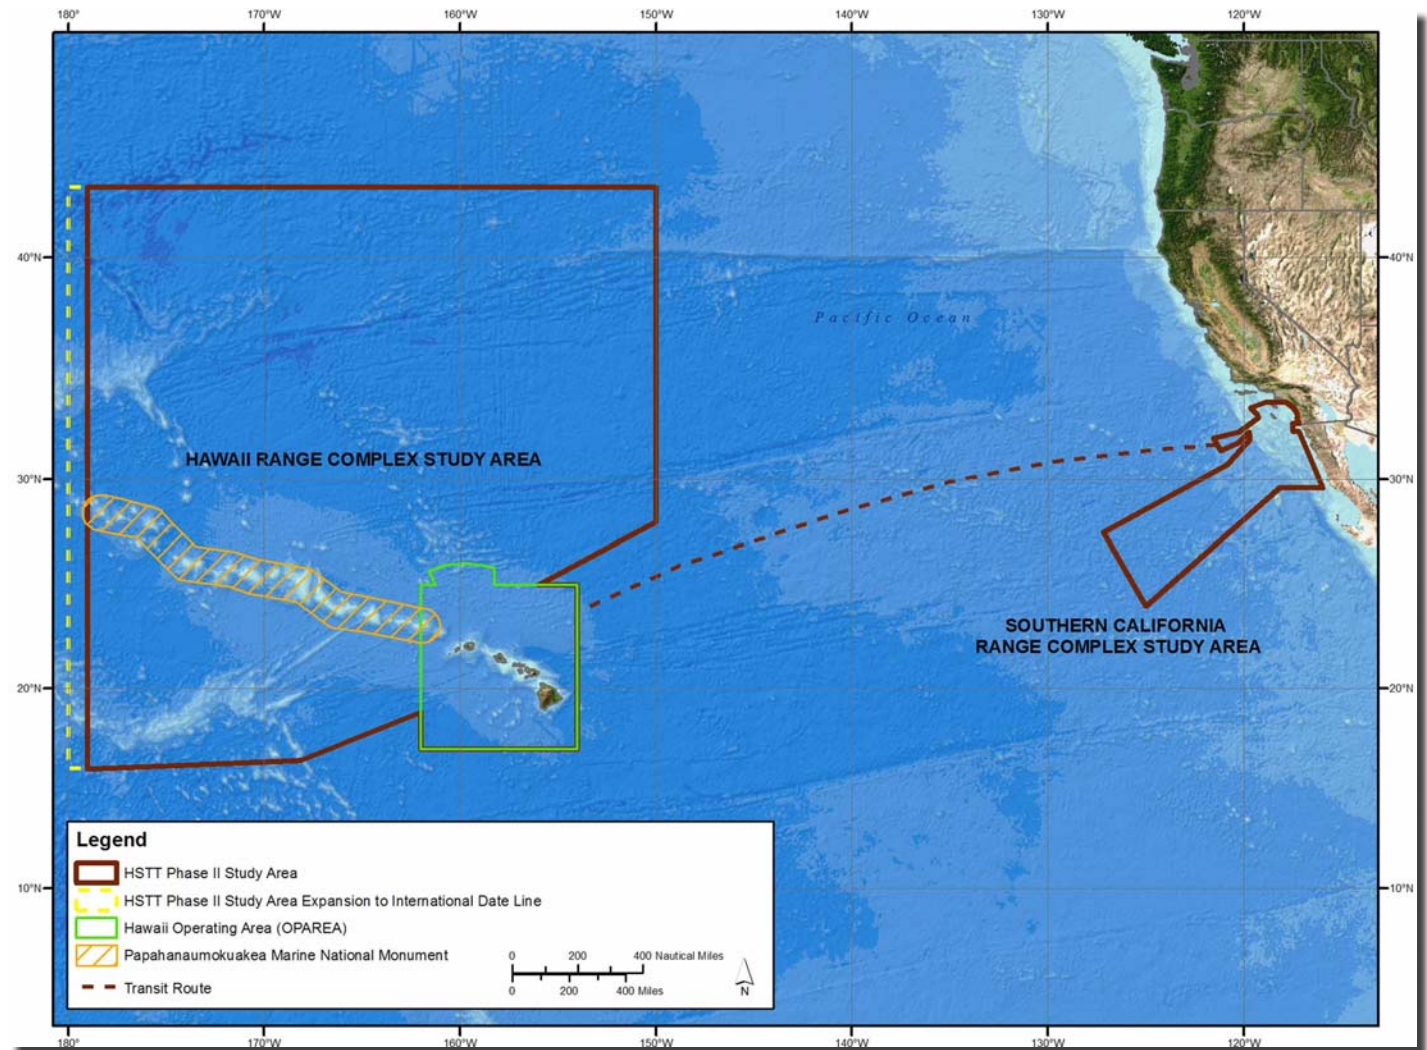 180°
170°W
160°W
150°W
140°W
130°W
120°W
40°N
40°N
Pacific Ocean
HAWAII RANGE COMPLEX STUDY AREA
30°N
30°N
SOUTHERN CALIFORNIA
RANGE COMPLEX STUDY AREA
20°N
20°N
Legend
HSTT Phase II Study Area
HSTT Phase II Study Area Expansion to International Date Line
Hawaii Operating Area (OPAREA)
Papahanaumokuakea Marine National Monument
Transit Route
0 200 400 Nautical Miles
0 200 400 Miles
N
10°N
10°N
180°
170°W
160°W
150°W
140°W
130°W
120°W